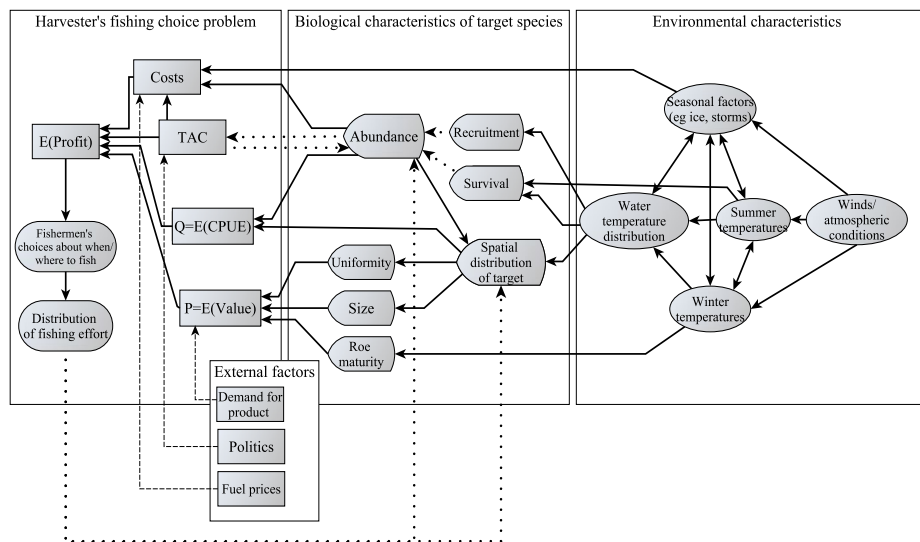 Harvester's fishing choice problem
Biological characteristics of target species
Environmental characteristics
Costs
E(Profit)
TAC
Fishermen's
choices about when/
where to fish
Distribution
of fishing effort
Q=E(CPUE)
P=E(Value)
External factors
Demand for
product
Politics
Fuel prices
Abundance
Recruitment
Survival
Spatial
distribution
of target
Uniformity
Size
Roe
maturity
Seasonal factors
(eg ice, storms)
Water
temperature
distribution
Summer
temperatures
Winds/
atmospheric
conditions
Winter
temperatures